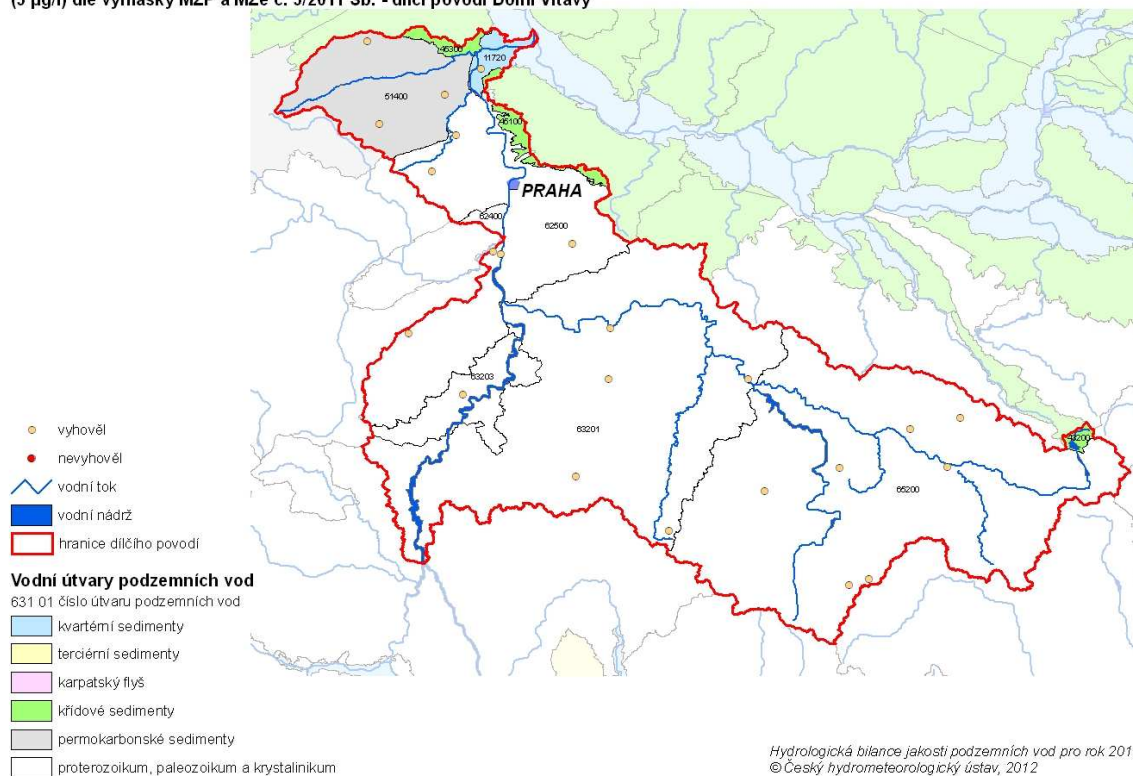 (5 µg/l) dle vyhlášky MŽP a MZe č. 5/2011 Sb. - dílčí povodí Dolní Vltavy
46300
11720
51400
45100
PRAHA
62400
62500
63203
63201
65200
vyhověl
nevyhověl
vodní tok
vodní nádrž
hranice dílčího povodí
Vodní útvary podzemních vod
631 01 číslo útvaru podzemních vod
kvartérní sedimenty
terciérní sedimenty
karpatský flyš
křídové sedimenty
permokarbonské sedimenty
proterozoikum, paleozoikum a krystalinikum
Hydrologická bilance jakosti podzemních vod pro rok 201
© Český hydrometeorologický ústav, 2012